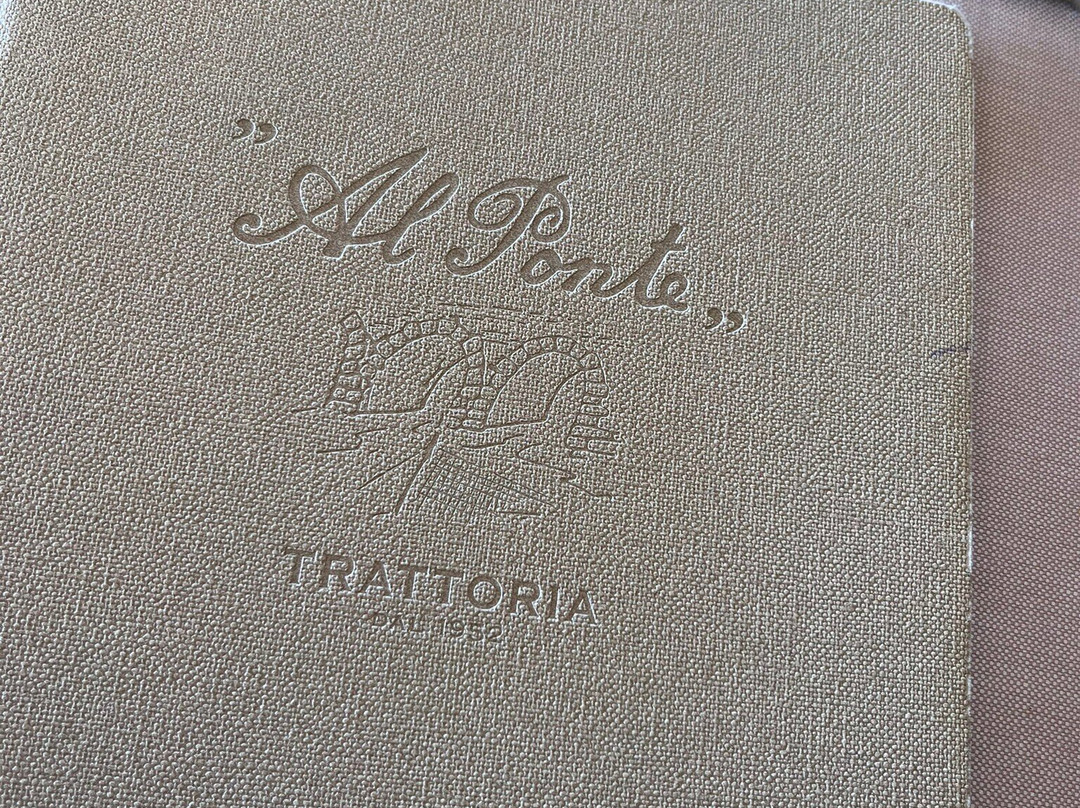 ”Al Ponte„
TRATTORIA
DAL 1952